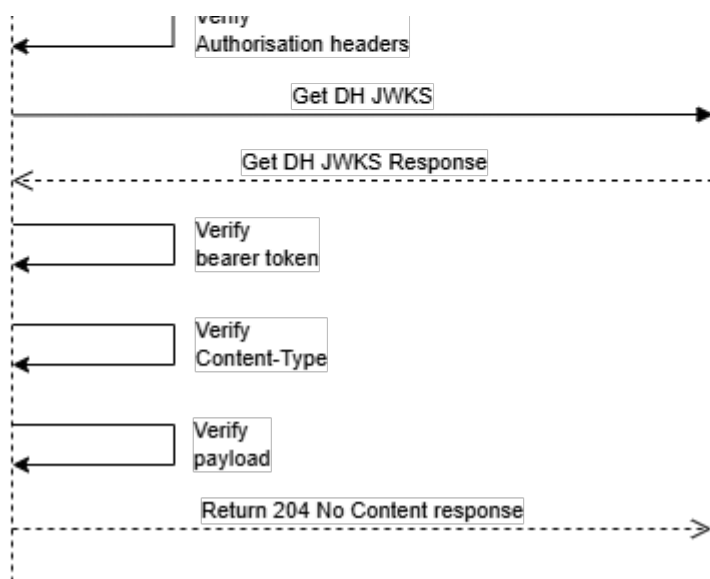 Verify
Authorisation headers
Get DH JWKS
Get DH JWKS Response
Verify
bearer token
Verify
Content-Type
Verify
payload
Return 204 No Content response